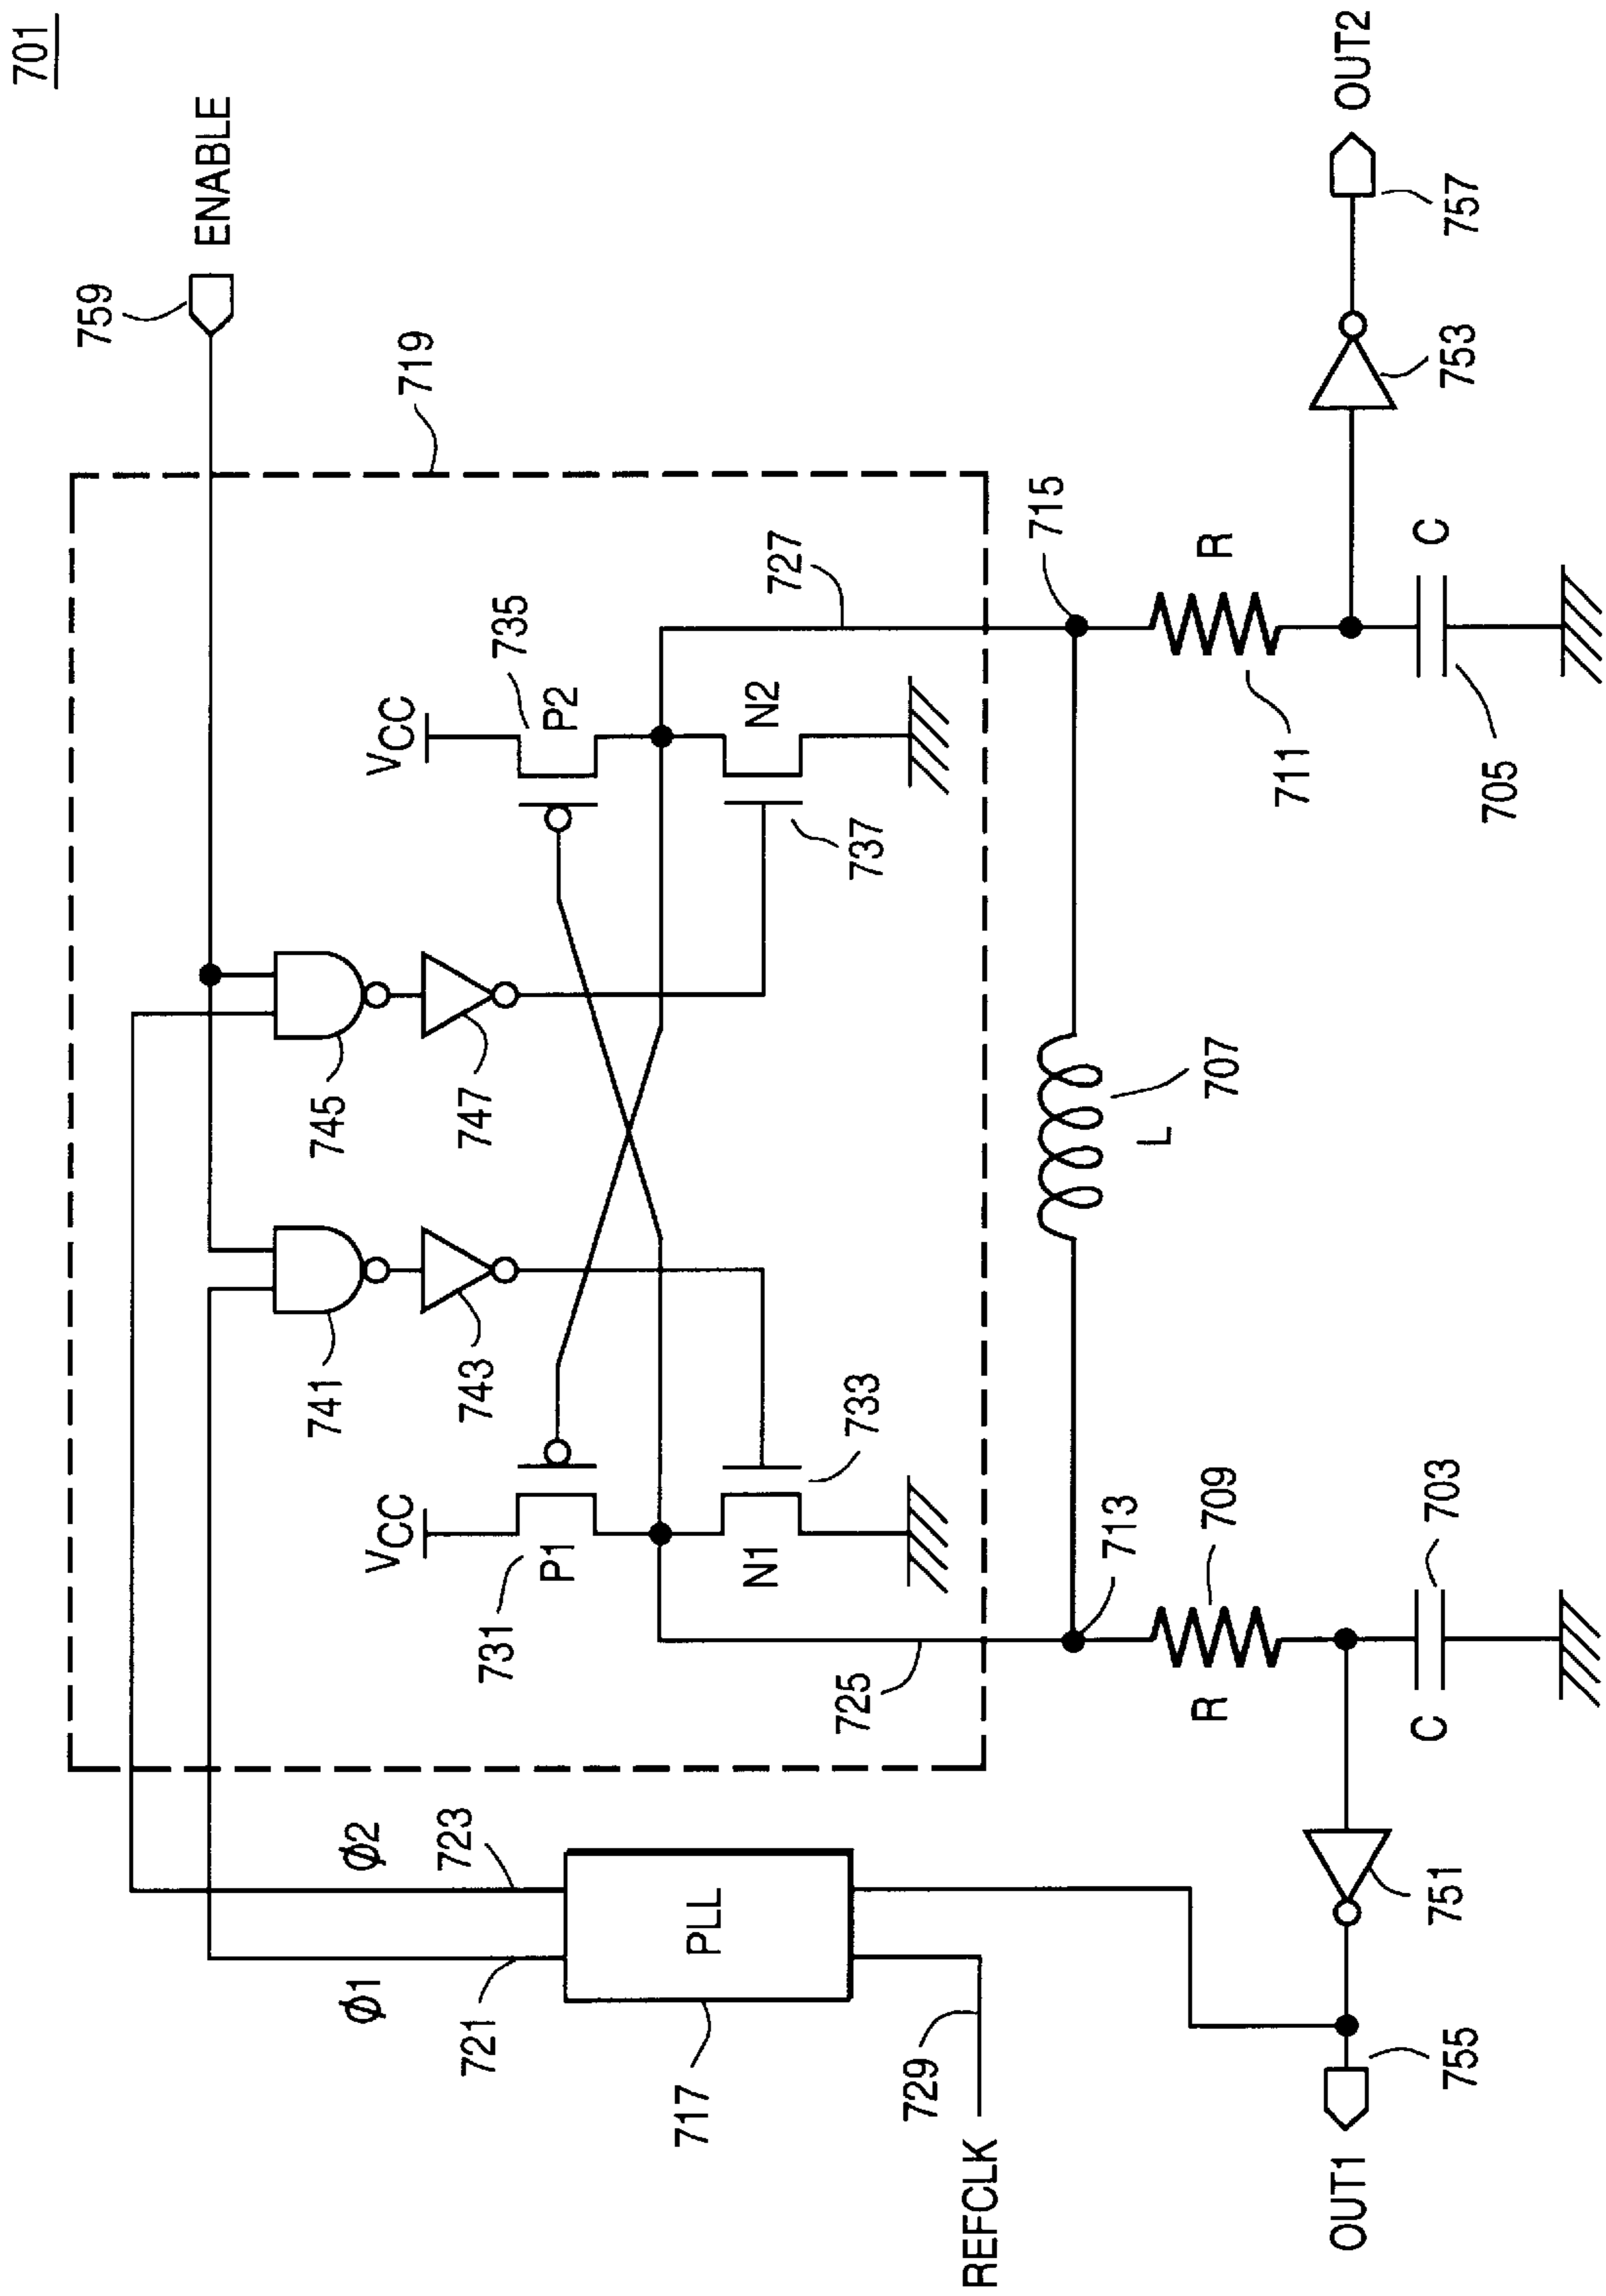 701
759
ENABLE
719
745
747
741
743
VCC
735
P2
N2
737
727
VCC
731
P1
N1
733
725
Φ2
723
Φ1
721
PLL
717
729
REFCLK
715
R
711
C
705
753
757
OUT2
707
L
713
709
R
703
C
751
755
OUT1